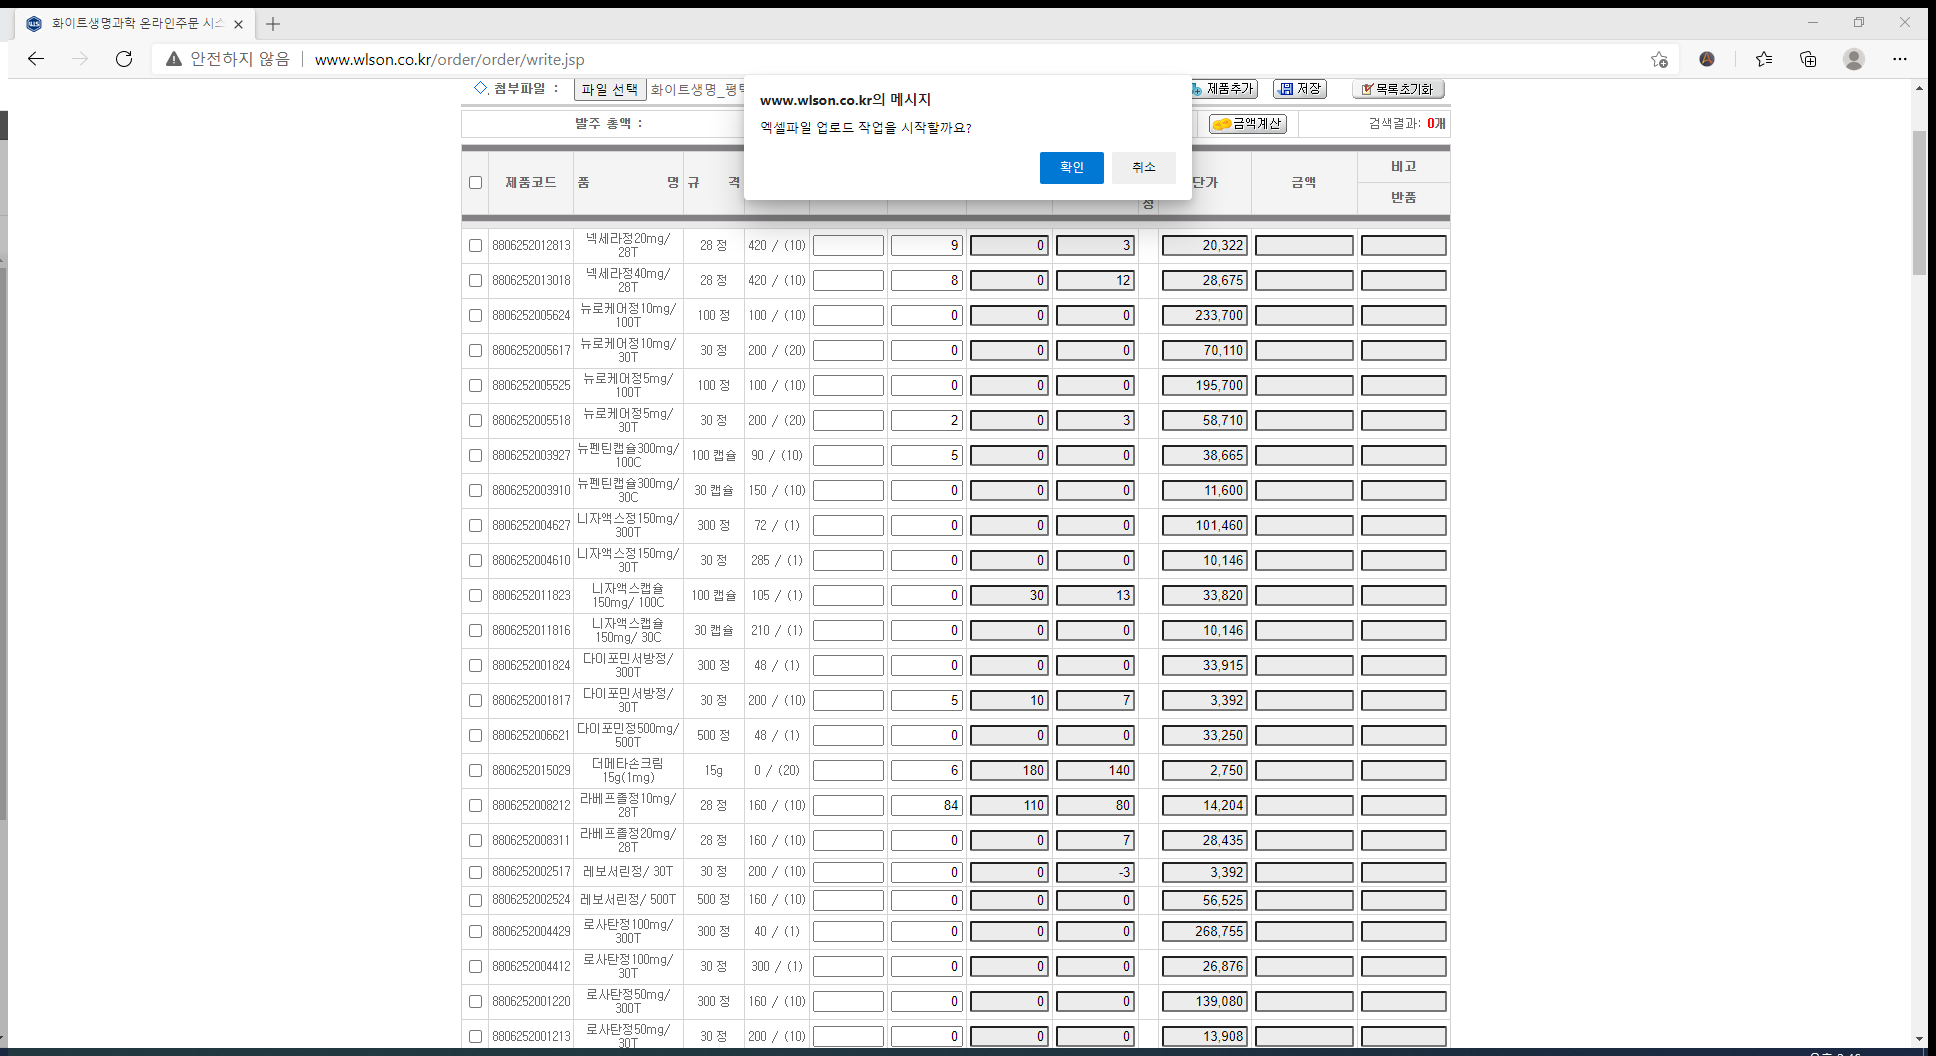 화이트생명과학 온라인주문 시스
안전하지 않음 www.wlson.co.kr/order/order/write.jsp
◇. 첨부파일 : 파일 선택 화이트생명_평택 제품추가 저장 목록초기화
www.wlson.co.kr의 메시지
엑셀파일 업로드 작업을 시작할까요?
확인 취소
발주 총액 : 금액계산 검색결과: 0개
제품코드 품 명 규 격 정 단가 금액 비고
반품
8806252012813 넥세라정20mg/ 28T 28 정 420 / (10) 9 0 3 20,322
8806252013018 넥세라정40mg/ 28T 28 정 420 / (10) 8 0 12 28,675
8806252005624 뉴로케어정10mg/ 100T 100 정 100 / (10) 0 0 0 233,700
8806252005617 뉴로케어정10mg/ 30T 30 정 200 / (20) 0 0 0 70,110
8806252005525 뉴로케어정5mg/ 100T 100 정 100 / (10) 0 0 0 195,700
8806252005518 뉴로케어정5mg/ 30T 30 정 200 / (20) 2 0 3 58,710
8806252003927 뉴펜틴캡슐300mg/ 100C 100 캡슐 90 / (10) 5 0 0 38,665
8806252003910 뉴펜틴캡슐300mg/ 30C 30 캡슐 150 / (10) 0 0 0 11,600
8806252004627 니자액스정150mg/ 300T 300 정 72 / (1) 0 0 0 101,460
8806252004610 니자액스정150mg/ 30T 30 정 285 / (1) 0 0 0 10,146
8806252011823 니자액스캡슐 150mg/ 100C 100 캡슐 105 / (1) 0 30 13 33,820
8806252011816 니자액스캡슐 150mg/ 30C 30 캡슐 210 / (1) 0 0 0 10,146
8806252001824 다이포민서방정/ 300T 300 정 48 / (1) 0 0 0 33,915
8806252001817 다이포민서방정/ 30T 30 정 200 / (10) 5 10 7 3,392
8806252006621 다이포민정500mg/ 500T 500 정 48 / (1) 0 0 0 33,250
8806252015029 더메타손크림 15g(1mg) 15g 0 / (20) 6 180 140 2,750
8806252008212 라베프졸정10mg/ 28T 28 정 160 / (10) 84 110 80 14,204
8806252008311 라베프졸정20mg/ 28T 28 정 160 / (10) 0 0 7 28,435
8806252002517 레보서린정/ 30T 30 정 200 / (10) 0 0 -3 3,392
8806252002524 레보서린정/ 500T 500 정 160 / (10) 0 0 0 56,525
8806252004429 로사탄정100mg/ 300T 300 정 40 / (1) 0 0 0 268,755
8806252004412 로사탄정100mg/ 30T 30 정 300 / (1) 0 0 0 26,876
8806252001220 로사탄정50mg/ 300T 300 정 160 / (10) 0 0 0 139,080
8806252001213 로사탄정50mg/ 30T 30 정 200 / (10) 0 0 0 13,908